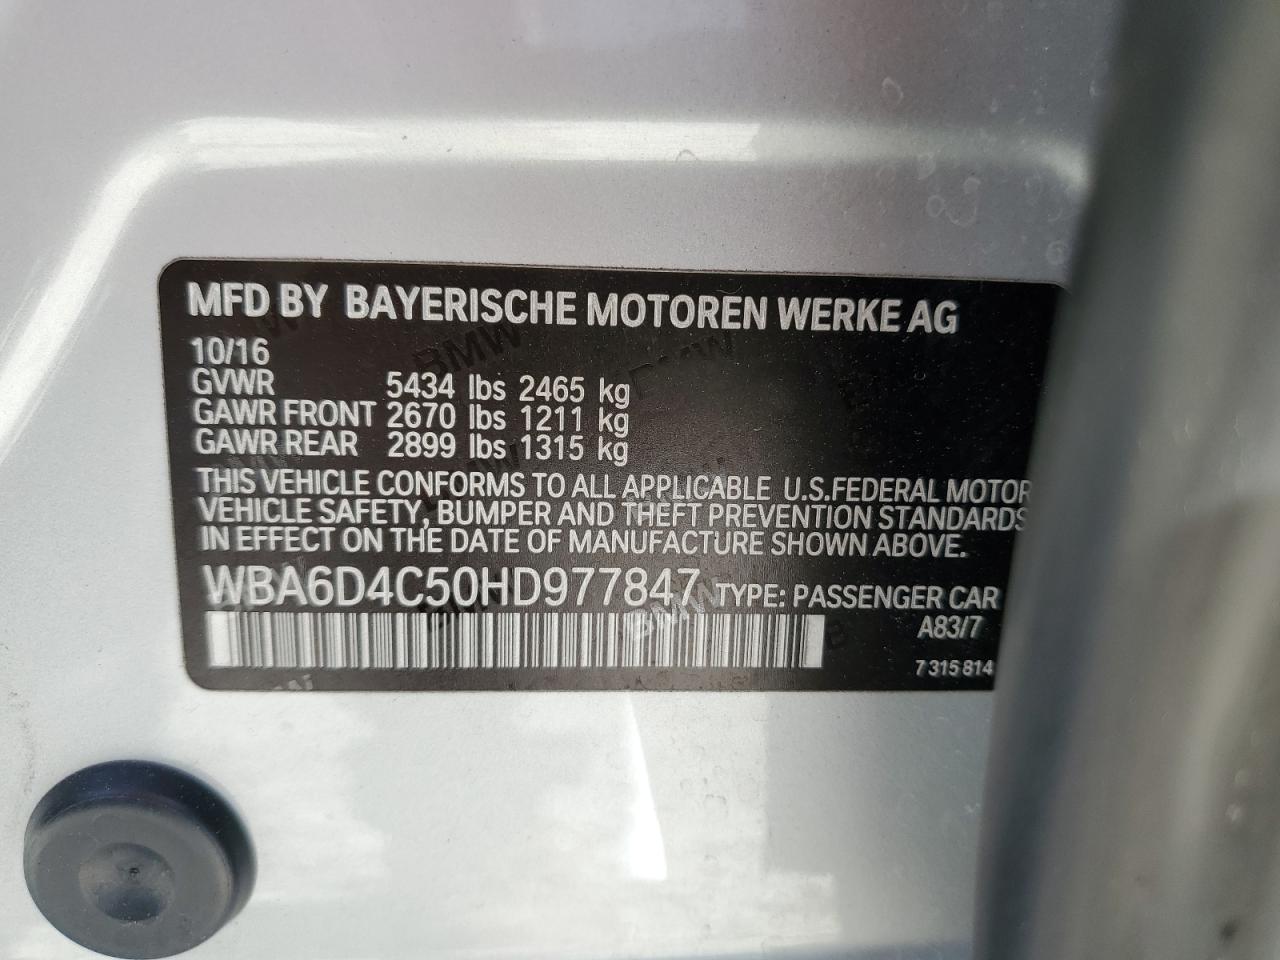 MFD BY BAYERISCHE MOTOREN WERKE AG
10/16
GVWR 5434 lbs 2465 kg
GAWR FRONT 2670 lbs 1211 kg
GAWR REAR 2899 lbs 1315 kg
THIS VEHICLE CONFORMS TO ALL APPLICABLE U.S.FEDERAL MOTOR
VEHICLE SAFETY, BUMPER AND THEFT PREVENTION STANDARDS
IN EFFECT ON THE DATE OF MANUFACTURE SHOWN ABOVE.
WBA6D4C50HD977847 TYPE: PASSENGER CAR
A83/7
7 315 814